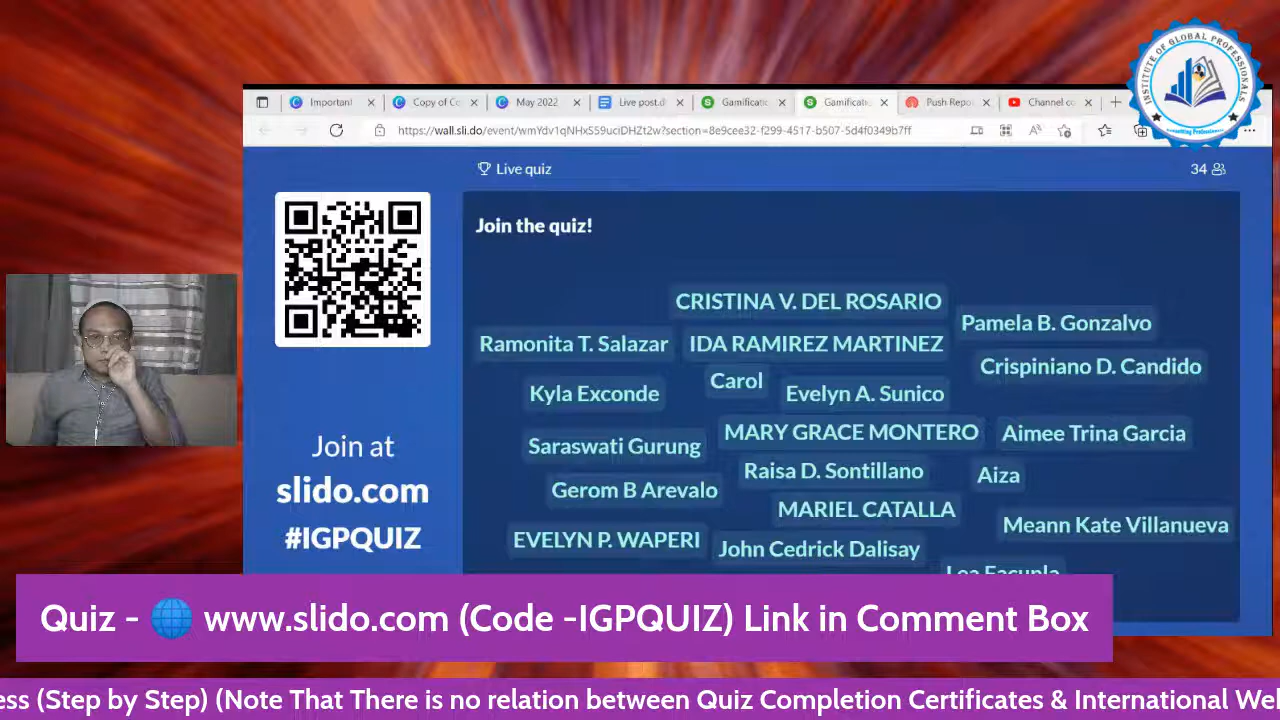 INSTITUTE OF GLOBAL PROFESSIONALS
Important
Copy of Co
May 2022
Live post.d
Gamificatic
Gamificatic
Push Repo
Channel co
https://wall.sli.do/event/wmYdv1qNHxS59uciDHZt2w?section=8e9cee32-f299-4517-b507-5d4f0349b7ff
Live quiz
34
Join the quiz!
CRISTINA V. DEL ROSARIO
Pamela B. Gonzalvo
Ramonita T. Salazar
IDA RAMIREZ MARTINEZ
Crispiniano D. Candido
Carol
Kyla Exconde
Evelyn A. Sunico
MARY GRACE MONTERO
Aimee Trina Garcia
Saraswati Gurung
Raisa D. Sontillano
Aiza
Gerom B Arevalo
MARIEL CATALLA
Meann Kate Villanueva
EVELYN P. WAPERI
John Cedrick Dalisay
Join at
slido.com
#IGPQUIZ
Quiz - www.slido.com (Code -IGPQUIZ) Link in Comment Box
ess (Step by Step) (Note That There is no relation between Quiz Completion Certificates & International Wel